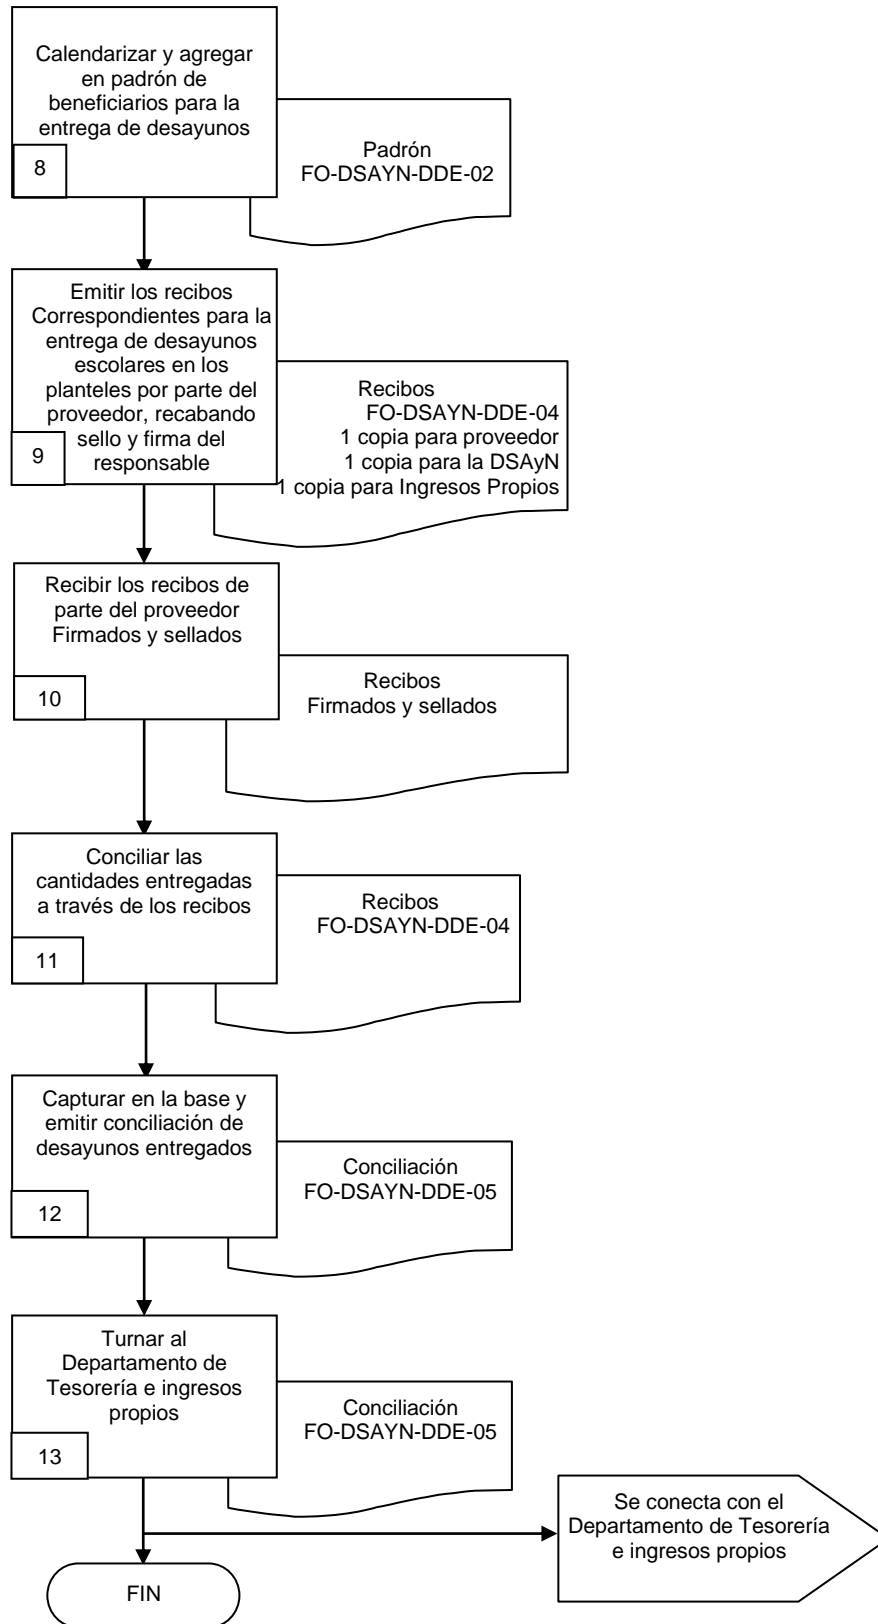 Calendarizar y agregar
en padrón de
beneficiarios para la
entrega de desayunos
8
Padrón
FO-DSAYN-DDE-02
Emitir los recibos
Correspondientes para la
entrega de desayunos
escolares en los
planteles por parte del
proveedor, recabando
sello y firma del
responsable
9
Recibos
FO-DSAYN-DDE-04
1 copia para proveedor
1 copia para la DSAyN
1 copia para Ingresos Propios
Recibir los recibos de
parte del proveedor
Firmados y sellados
10
Recibos
Firmados y sellados
Conciliar las
cantidades entregadas
a través de los recibos
11
Recibos
FO-DSAYN-DDE-04
Capturar en la base y
emitir conciliación de
desayunos entregados
12
Conciliación
FO-DSAYN-DDE-05
Turnar al
Departamento de
Tesorería e ingresos
propios
13
Conciliación
FO-DSAYN-DDE-05
Se conecta con el
Departamento de Tesorería
e ingresos propios
FIN